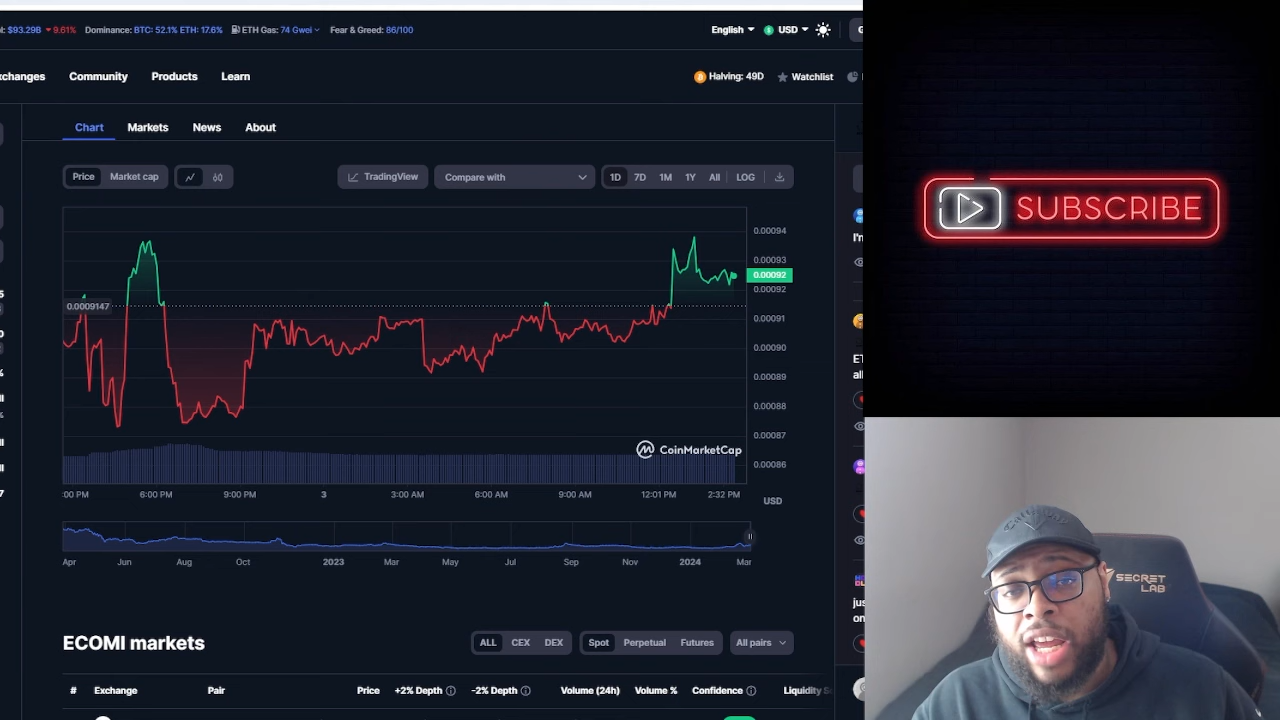 $93.29B 9.61% Dominance: BTC: 52.1% ETH: 17.6% ETH Gas: 74 Gwei Fear & Greed: 86/100
English USD
Community Products Learn
Halving: 49D Watchlist
Chart Markets News About
Price Market cap
TradingView Compare with
1D 7D 1M 1Y All LOG
0.00094
0.00093
0.00092
0.00092
0.0009147
0.00091
0.00090
0.00089
0.00088
0.00087
0.00086
CoinMarketCap
:00 PM 6:00 PM 9:00 PM 3 3:00 AM 6:00 AM 9:00 AM 12:01 PM 2:32 PM
USD
Apr Jun Aug Oct 2023 Mar May Jul Sep Nov 2024 Mar
ECOMI markets
ALL CEX DEX Spot Perpetual Futures All pairs
# Exchange Pair Price +2% Depth -2% Depth Volume (24h) Volume % Confidence Liquidity
SUBSCRIBE
SECRET
LAB